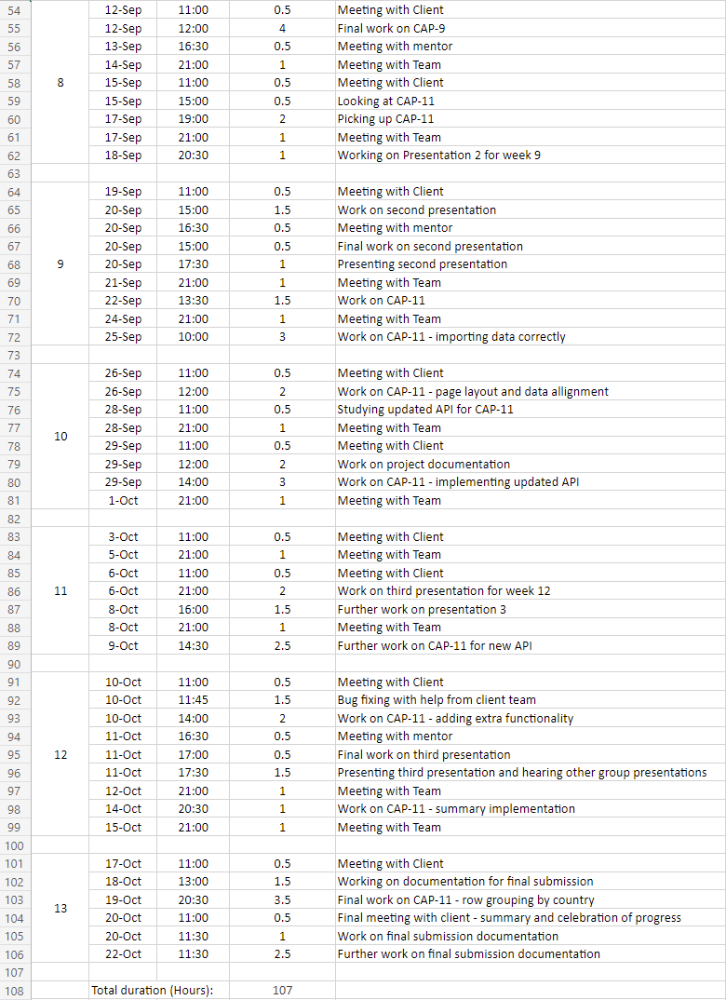 54 12-Sep 11:00 0.5 Meeting with Client
55 12-Sep 12:00 4 Final work on CAP-9
56 13-Sep 16:30 0.5 Meeting with mentor
57 14-Sep 21:00 1 Meeting with Team
58 8 15-Sep 11:00 0.5 Meeting with Client
59 15-Sep 15:00 0.5 Looking at CAP-11
60 17-Sep 19:00 2 Picking up CAP-11
61 17-Sep 21:00 1 Meeting with Team
62 18-Sep 20:30 1 Working on Presentation 2 for week 9
63
64 19-Sep 11:00 0.5 Meeting with Client
65 20-Sep 15:00 1.5 Work on second presentation
66 20-Sep 16:30 0.5 Meeting with mentor
67 20-Sep 15:00 0.5 Final work on second presentation
68 9 20-Sep 17:30 1 Presenting second presentation
69 21-Sep 21:00 1 Meeting with Team
70 22-Sep 13:30 1.5 Work on CAP-11
71 24-Sep 21:00 1 Meeting with Team
72 25-Sep 10:00 3 Work on CAP-11 - importing data correctly
73
74 26-Sep 11:00 0.5 Meeting with Client
75 26-Sep 12:00 2 Work on CAP-11 - page layout and data allignment
76 28-Sep 11:00 0.5 Studying updated API for CAP-11
77 28-Sep 21:00 1 Meeting with Team
10
78 29-Sep 11:00 0.5 Meeting with Client
79 29-Sep 12:00 2 Work on project documentation
80 29-Sep 14:00 3 Work on CAP-11 - implementing updated API
81 1-Oct 21:00 1 Meeting with Team
82
83 3-Oct 11:00 0.5 Meeting with Client
84 5-Oct 21:00 1 Meeting with Team
85 6-Oct 11:00 0.5 Meeting with Client
86 11 6-Oct 21:00 2 Work on third presentation for week 12
87 8-Oct 16:00 1.5 Further work on presentation 3
88 8-Oct 21:00 1 Meeting with Team
89 9-Oct 14:30 2.5 Further work on CAP-11 for new API
90
91 10-Oct 11:00 0.5 Meeting with Client
92 10-Oct 11:45 1.5 Bug fixing with help from client team
93 10-Oct 14:00 2 Work on CAP-11 - adding extra functionality
94 11-Oct 16:30 0.5 Meeting with mentor
95 12 11-Oct 17:00 0.5 Final work on third presentation
96 11-Oct 17:30 1.5 Presenting third presentation and hearing other group presentations
97 12-Oct 21:00 1 Meeting with Team
98 14-Oct 20:30 1 Work on CAP-11 - summary implementation
99 15-Oct 21:00 1 Meeting with Team
100
101 17-Oct 11:00 0.5 Meeting with Client
102 18-Oct 13:00 1.5 Working on documentation for final submission
103 19-Oct 20:30 3.5 Final work on CAP-11 - row grouping by country
13
104 20-Oct 11:00 0.5 Final meeting with client - summary and celebration of progress
105 20-Oct 11:30 1 Work on final submission documentation
106 22-Oct 11:30 2.5 Further work on final submission documentation
107
108 Total duration (Hours): 107